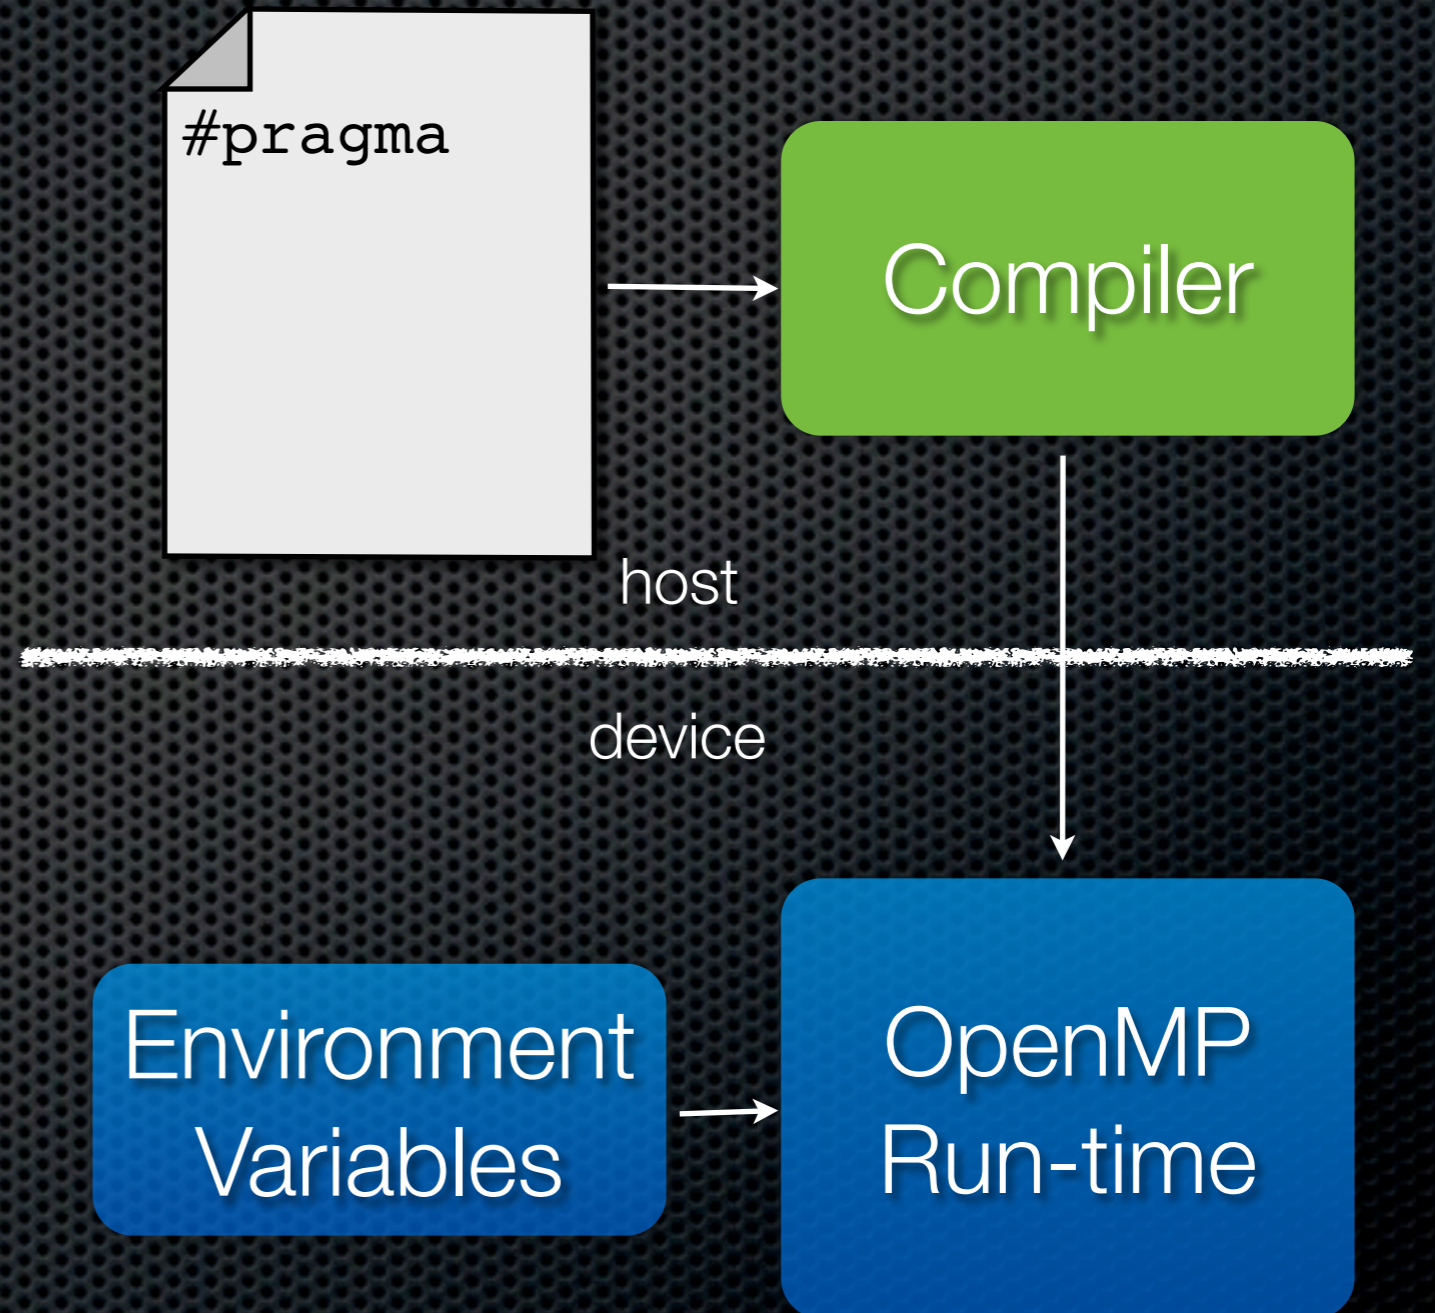 #pragma
Compiler
host
device
Environment
Variables
OpenMP
Run-time